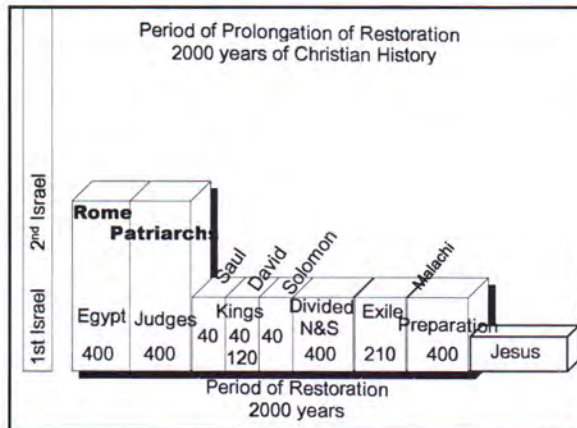 Period of Prolongation of Restoration
2000 years of Christian History
2nd Israel
1st Israel
Rome
Patriarchs
Saul
David
Solomon
Malachi
Egypt
Judges
Kings
Divided
N&S
Exile
Preparation
400
400
40
40
40
120
400
210
400
Jesus
Period of Restoration
2000 years